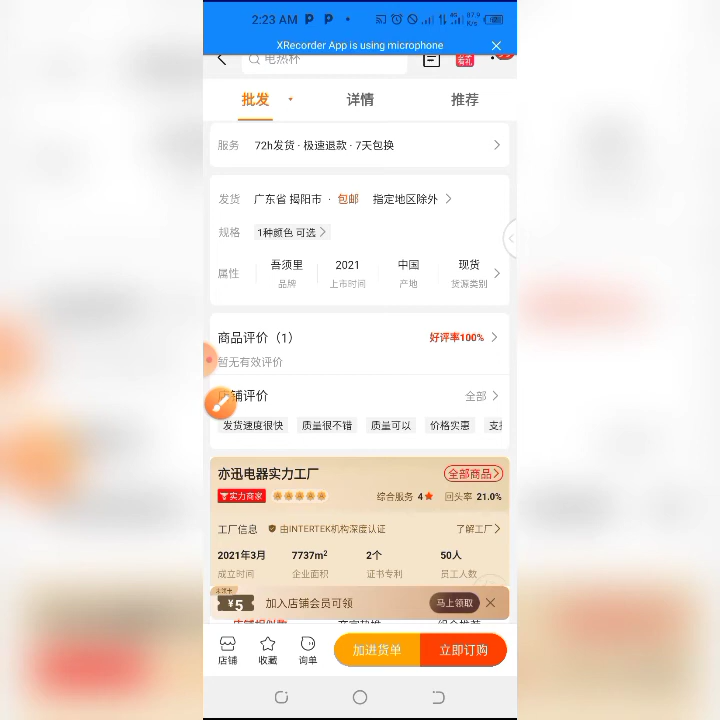 2:23 AM P P •
87.9 K/s
XRecorder App is using microphone
电热杯
批发 详情 推荐
服务 72h发货 · 极速退款 · 7天包换
发货 广东省 揭阳市 · 包邮 指定地区除外
规格 1种颜色 可选
属性 吾须里 2021 中国 现货
品牌 上市时间 产地 货源类别
商品评价（1） 好评率100%
暂无有效评价
店铺评价 全部
发货速度很快 质量很不错 质量可以 价格实惠
亦迅电器实力工厂 全部商品
实力商家 综合服务 4 回头率 21.0%
工厂信息 由INTERTEK机构深度认证 了解工厂
2021年3月 7737m² 2个 50人
成立时间 企业面积 证书专利 员工人数
¥5 加入店铺会员可领 马上领取
店铺 收藏 询单 加进货单 立即订购